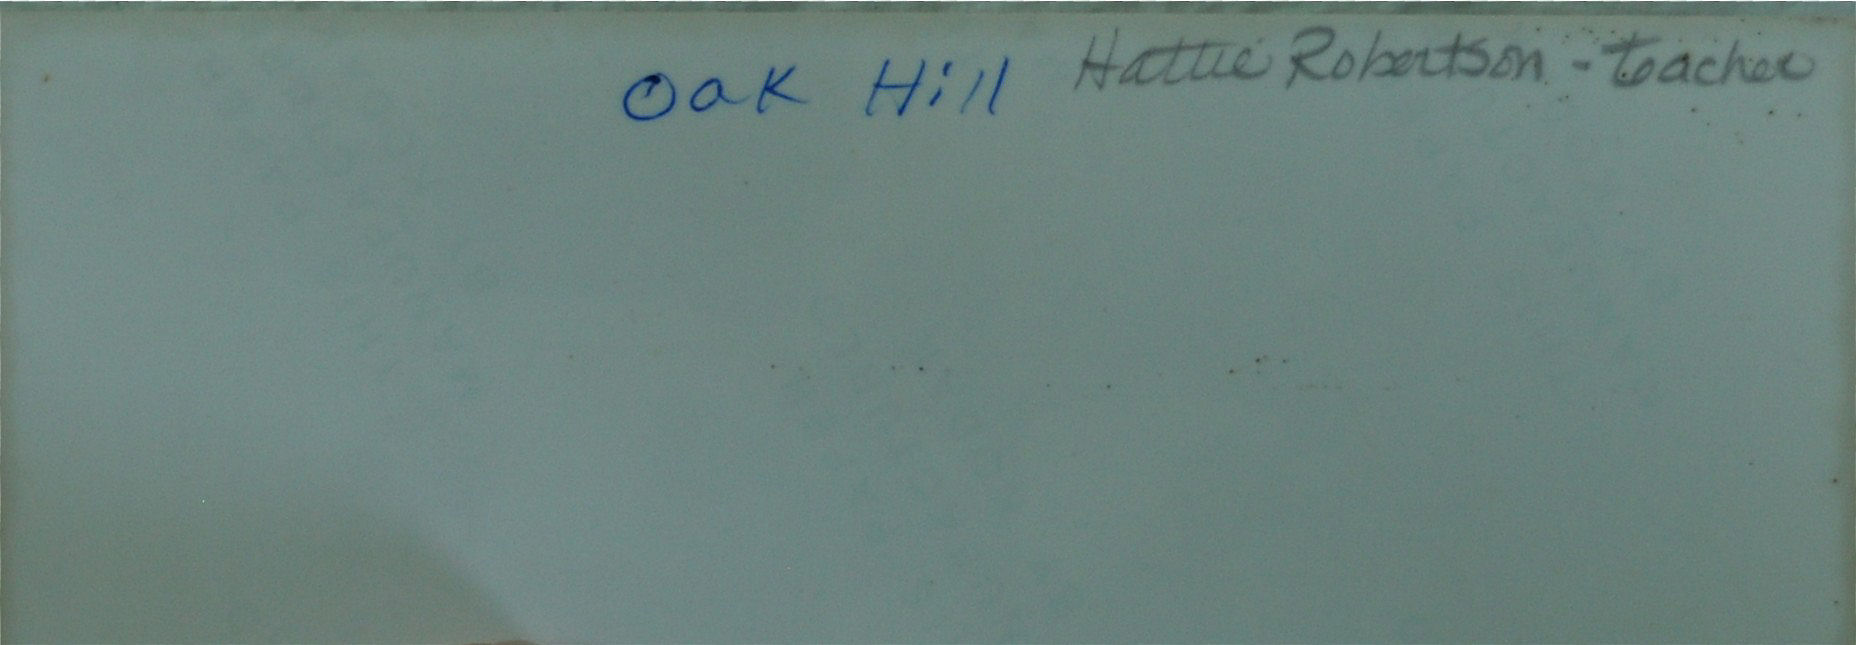 Oak Hill Hattie Robertson - teacher